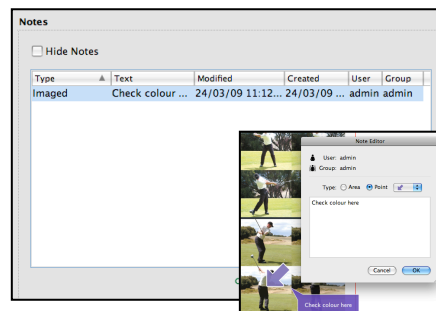 Notes
Hide Notes
Type Text Modified Created User Group
Imaged Check colour ... 24/03/09 11:12... 24/03/09 ... admin admin
Note Editor
User: admin
Group: admin
Type: Area Point
Check colour here
Cancel OK
Check colour here